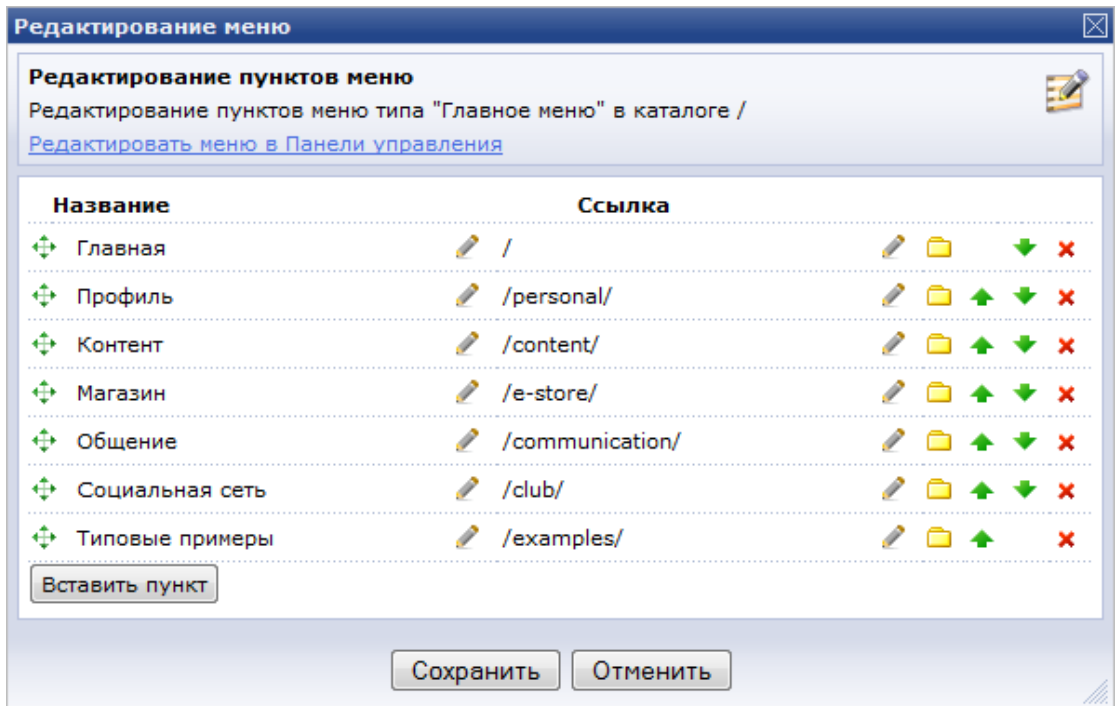 Редактирование меню
Редактирование пунктов меню
Редактирование пунктов меню типа "Главное меню" в каталоге /
Редактировать меню в Панели управления
Название Ссылка
Главная /
Профиль /personal/
Контент /content/
Магазин /e-store/
Общение /communication/
Социальная сеть /club/
Типовые примеры /examples/
Вставить пункт
Сохранить Отменить